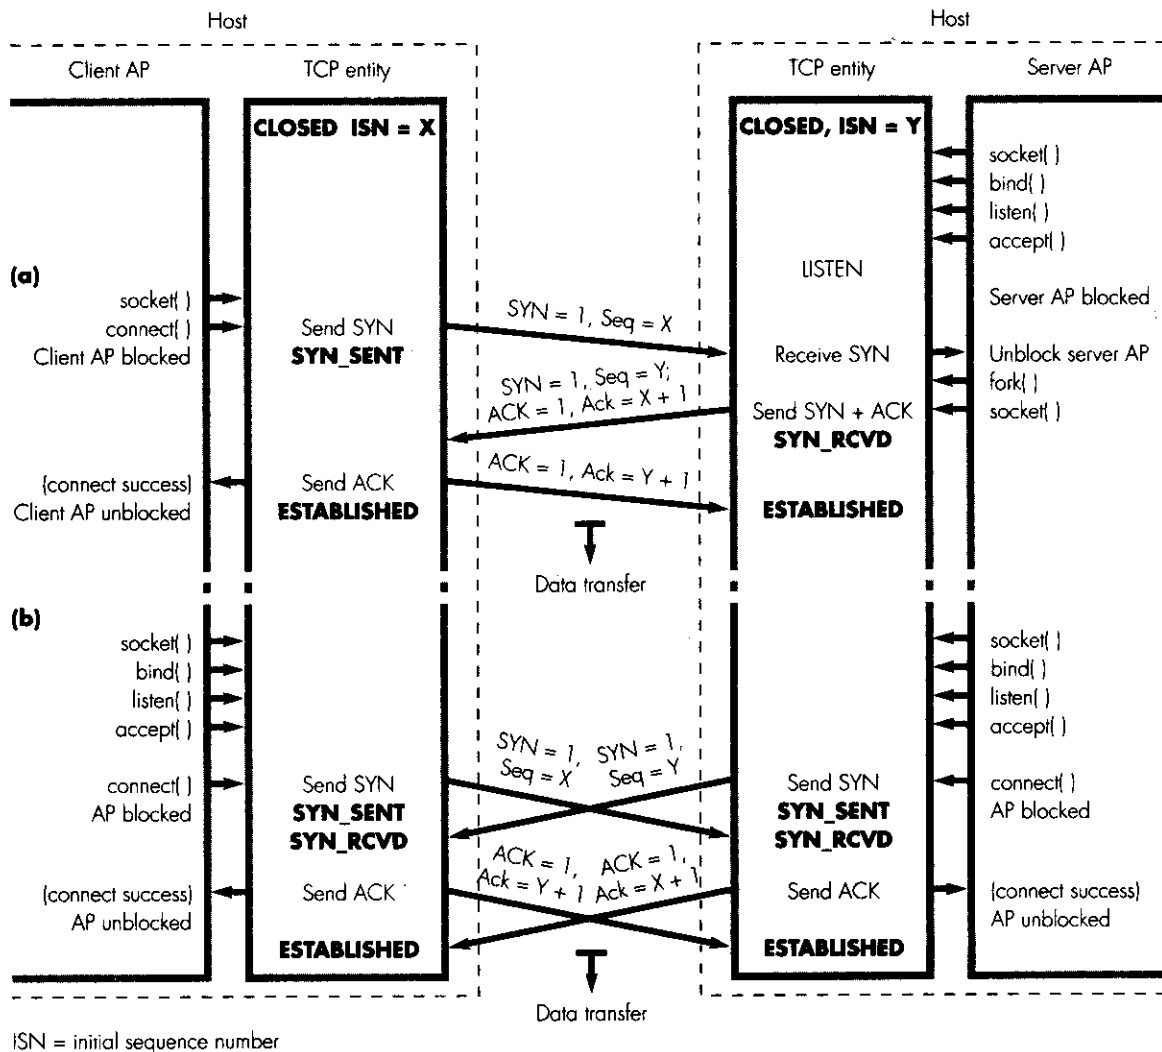 Host
Host
Client AP
TCP entity
TCP entity
Server AP
CLOSED ISN = X
CLOSED, ISN = Y
socket( )
bind( )
listen( )
accept( )
(a)
LISTEN
socket( )
Server AP blocked
connect( )
Send SYN
SYN = 1, Seq = X
Client AP blocked
SYN_SENT
Receive SYN
Unblock server AP
SYN = 1, Seq = Y;
ACK = 1, Ack = X + 1
fork( )
Send SYN + ACK
socket( )
SYN_RCVD
(connect success)
Send ACK
ACK = 1, Ack = Y + 1
Client AP unblocked
ESTABLISHED
ESTABLISHED
Data transfer
(b)
socket( )
socket( )
bind( )
bind( )
listen( )
listen( )
accept( )
accept( )
SYN = 1,
Seq = X
SYN = 1,
Seq = Y
connect( )
Send SYN
Send SYN
connect( )
AP blocked
SYN_SENT
SYN_SENT
AP blocked
SYN_RCVD
SYN_RCVD
ACK = 1,
Ack = Y + 1
ACK = 1,
Ack = X + 1
(connect success)
Send ACK
Send ACK
(connect success)
AP unblocked
AP unblocked
ESTABLISHED
ESTABLISHED
Data transfer
ISN = initial sequence number